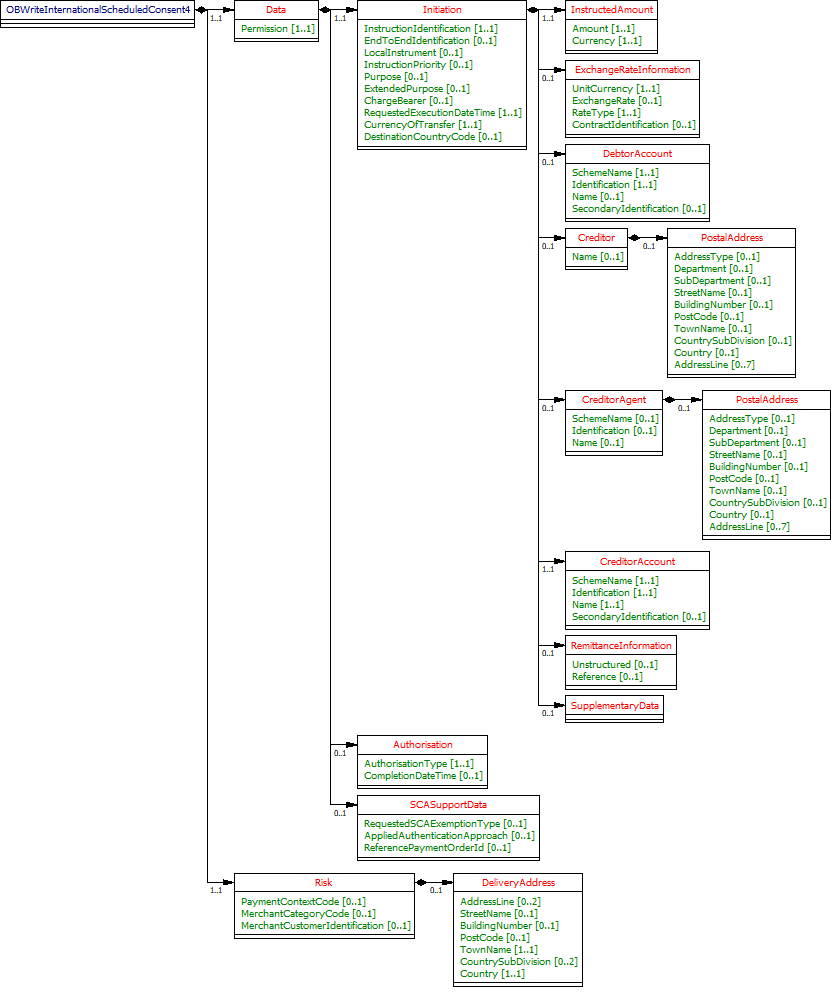 OBWriteInternationalScheduledConsent4
1..1
Data
Permission [1..1]
1..1
Initiation
InstructionIdentification [1..1]
EndToEndIdentification [0..1]
LocalInstrument [0..1]
InstructionPriority [0..1]
Purpose [0..1]
ExtendedPurpose [0..1]
ChargeBearer [0..1]
RequestedExecutionDateTime [1..1]
CurrencyOfTransfer [1..1]
DestinationCountryCode [0..1]
1..1
InstructedAmount
Amount [1..1]
Currency [1..1]
0..1
ExchangeRateInformation
UnitCurrency [1..1]
ExchangeRate [0..1]
RateType [1..1]
ContractIdentification [0..1]
0..1
DebtorAccount
SchemeName [1..1]
Identification [1..1]
Name [0..1]
SecondaryIdentification [0..1]
0..1
Creditor
Name [0..1]
0..1
PostalAddress
AddressType [0..1]
Department [0..1]
SubDepartment [0..1]
StreetName [0..1]
BuildingNumber [0..1]
PostCode [0..1]
TownName [0..1]
CountrySubDivision [0..1]
Country [0..1]
AddressLine [0..7]
0..1
CreditorAgent
SchemeName [0..1]
Identification [0..1]
Name [0..1]
0..1
PostalAddress
AddressType [0..1]
Department [0..1]
SubDepartment [0..1]
StreetName [0..1]
BuildingNumber [0..1]
PostCode [0..1]
TownName [0..1]
CountrySubDivision [0..1]
Country [0..1]
AddressLine [0..7]
1..1
CreditorAccount
SchemeName [1..1]
Identification [1..1]
Name [1..1]
SecondaryIdentification [0..1]
0..1
RemittanceInformation
Unstructured [0..1]
Reference [0..1]
0..1
SupplementaryData
0..1
Authorisation
AuthorisationType [1..1]
CompletionDateTime [0..1]
0..1
SCASupportData
RequestedSCAExemptionType [0..1]
AppliedAuthenticationApproach [0..1]
ReferencePaymentOrderId [0..1]
1..1
Risk
PaymentContextCode [0..1]
MerchantCategoryCode [0..1]
MerchantCustomerIdentification [0..1]
0..1
DeliveryAddress
AddressLine [0..2]
StreetName [0..1]
BuildingNumber [0..1]
PostCode [0..1]
TownName [1..1]
CountrySubDivision [0..2]
Country [1..1]